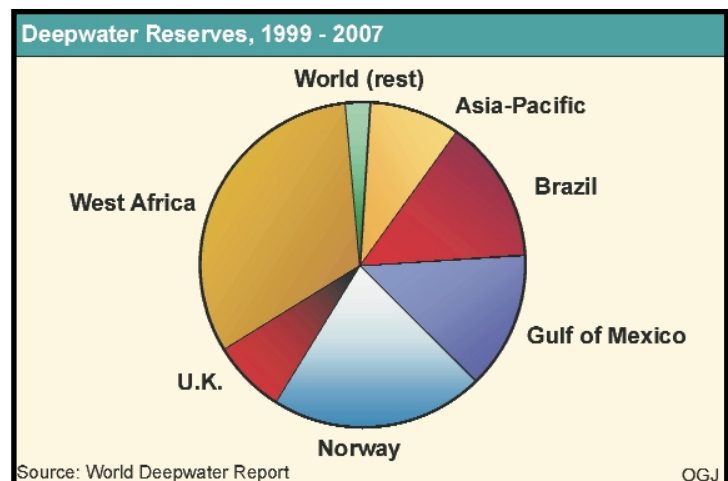 Deepwater Reserves, 1999 - 2007
World (rest)
Asia-Pacific
Brazil
West Africa
Gulf of Mexico
U.K.
Norway
Source: World Deepwater Report
OGJ